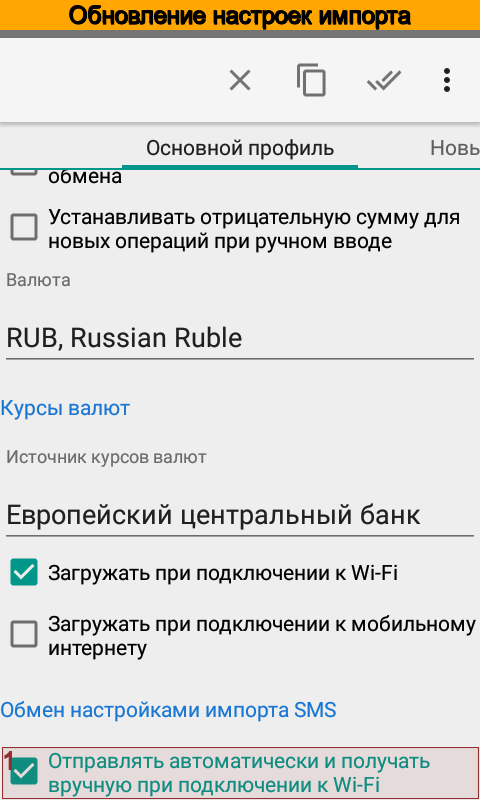 Обновление настроек импорта
Основной профиль
Новь
обмена
Устанавливать отрицательную сумму для
новых операций при ручном вводе
Валюта
RUB, Russian Ruble
Курсы валют
Источник курсов валют
Европейский центральный банк
Загружать при подключении к Wi-Fi
Загружать при подключении к мобильному
интернету
Обмен настройками импорта SMS
1
Отправлять автоматически и получать
вручную при подключении к Wi-Fi